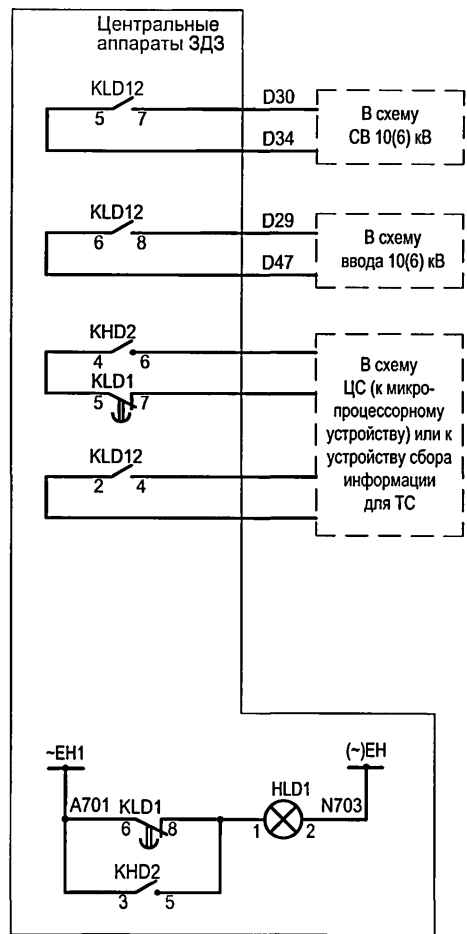 Центральные
аппараты ЗДЗ
KLD12
5 7
D30
D34
В схему
СВ 10(6) кВ
KLD12
6 8
D29
D47
В схему
ввода 10(6) кВ
KHD2
4 6
KLD1
5 7
KLD12
2 4
В схему
ЦС (к микро-
процессорному
устройству) или к
устройству сбора
информации
для ТС
~EH1
(~)EH
A701
KLD1
6 8
HLD1
1 2
N703
KHD2
3 5